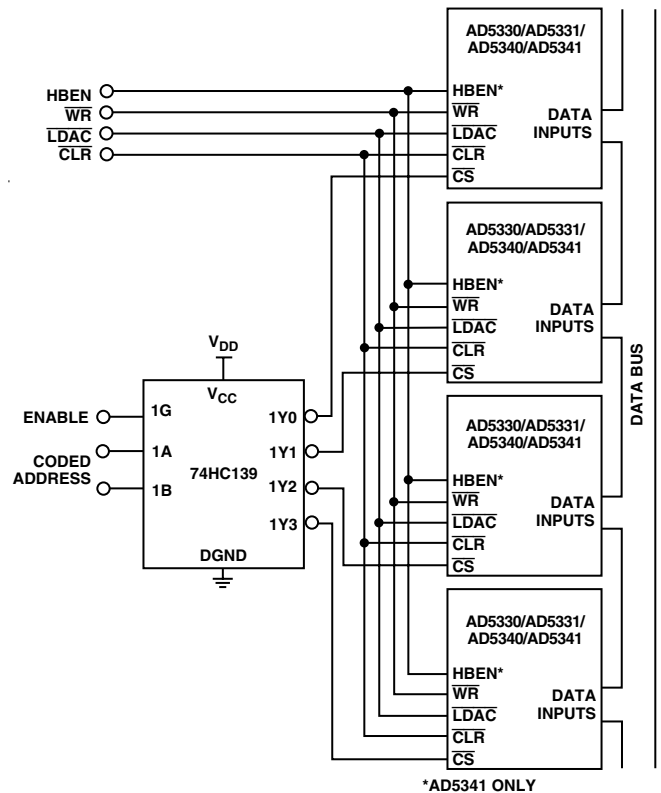 AD5330/AD5331/
AD5340/AD5341
HBEN
WR
LDAC
CLR
HBEN*
WR
LDAC
CLR
CS
DATA
INPUTS
AD5330/AD5331/
AD5340/AD5341
HBEN*
WR
LDAC
CLR
CS
DATA
INPUTS
VDD
VCC
ENABLE
CODED
ADDRESS
1G
1A
1B
74HC139
1Y0
1Y1
1Y2
1Y3
DGND
DATA BUS
AD5330/AD5331/
AD5340/AD5341
HBEN*
WR
LDAC
CLR
CS
DATA
INPUTS
AD5330/AD5331/
AD5340/AD5341
HBEN*
WR
LDAC
CLR
CS
DATA
INPUTS
*AD5341 ONLY